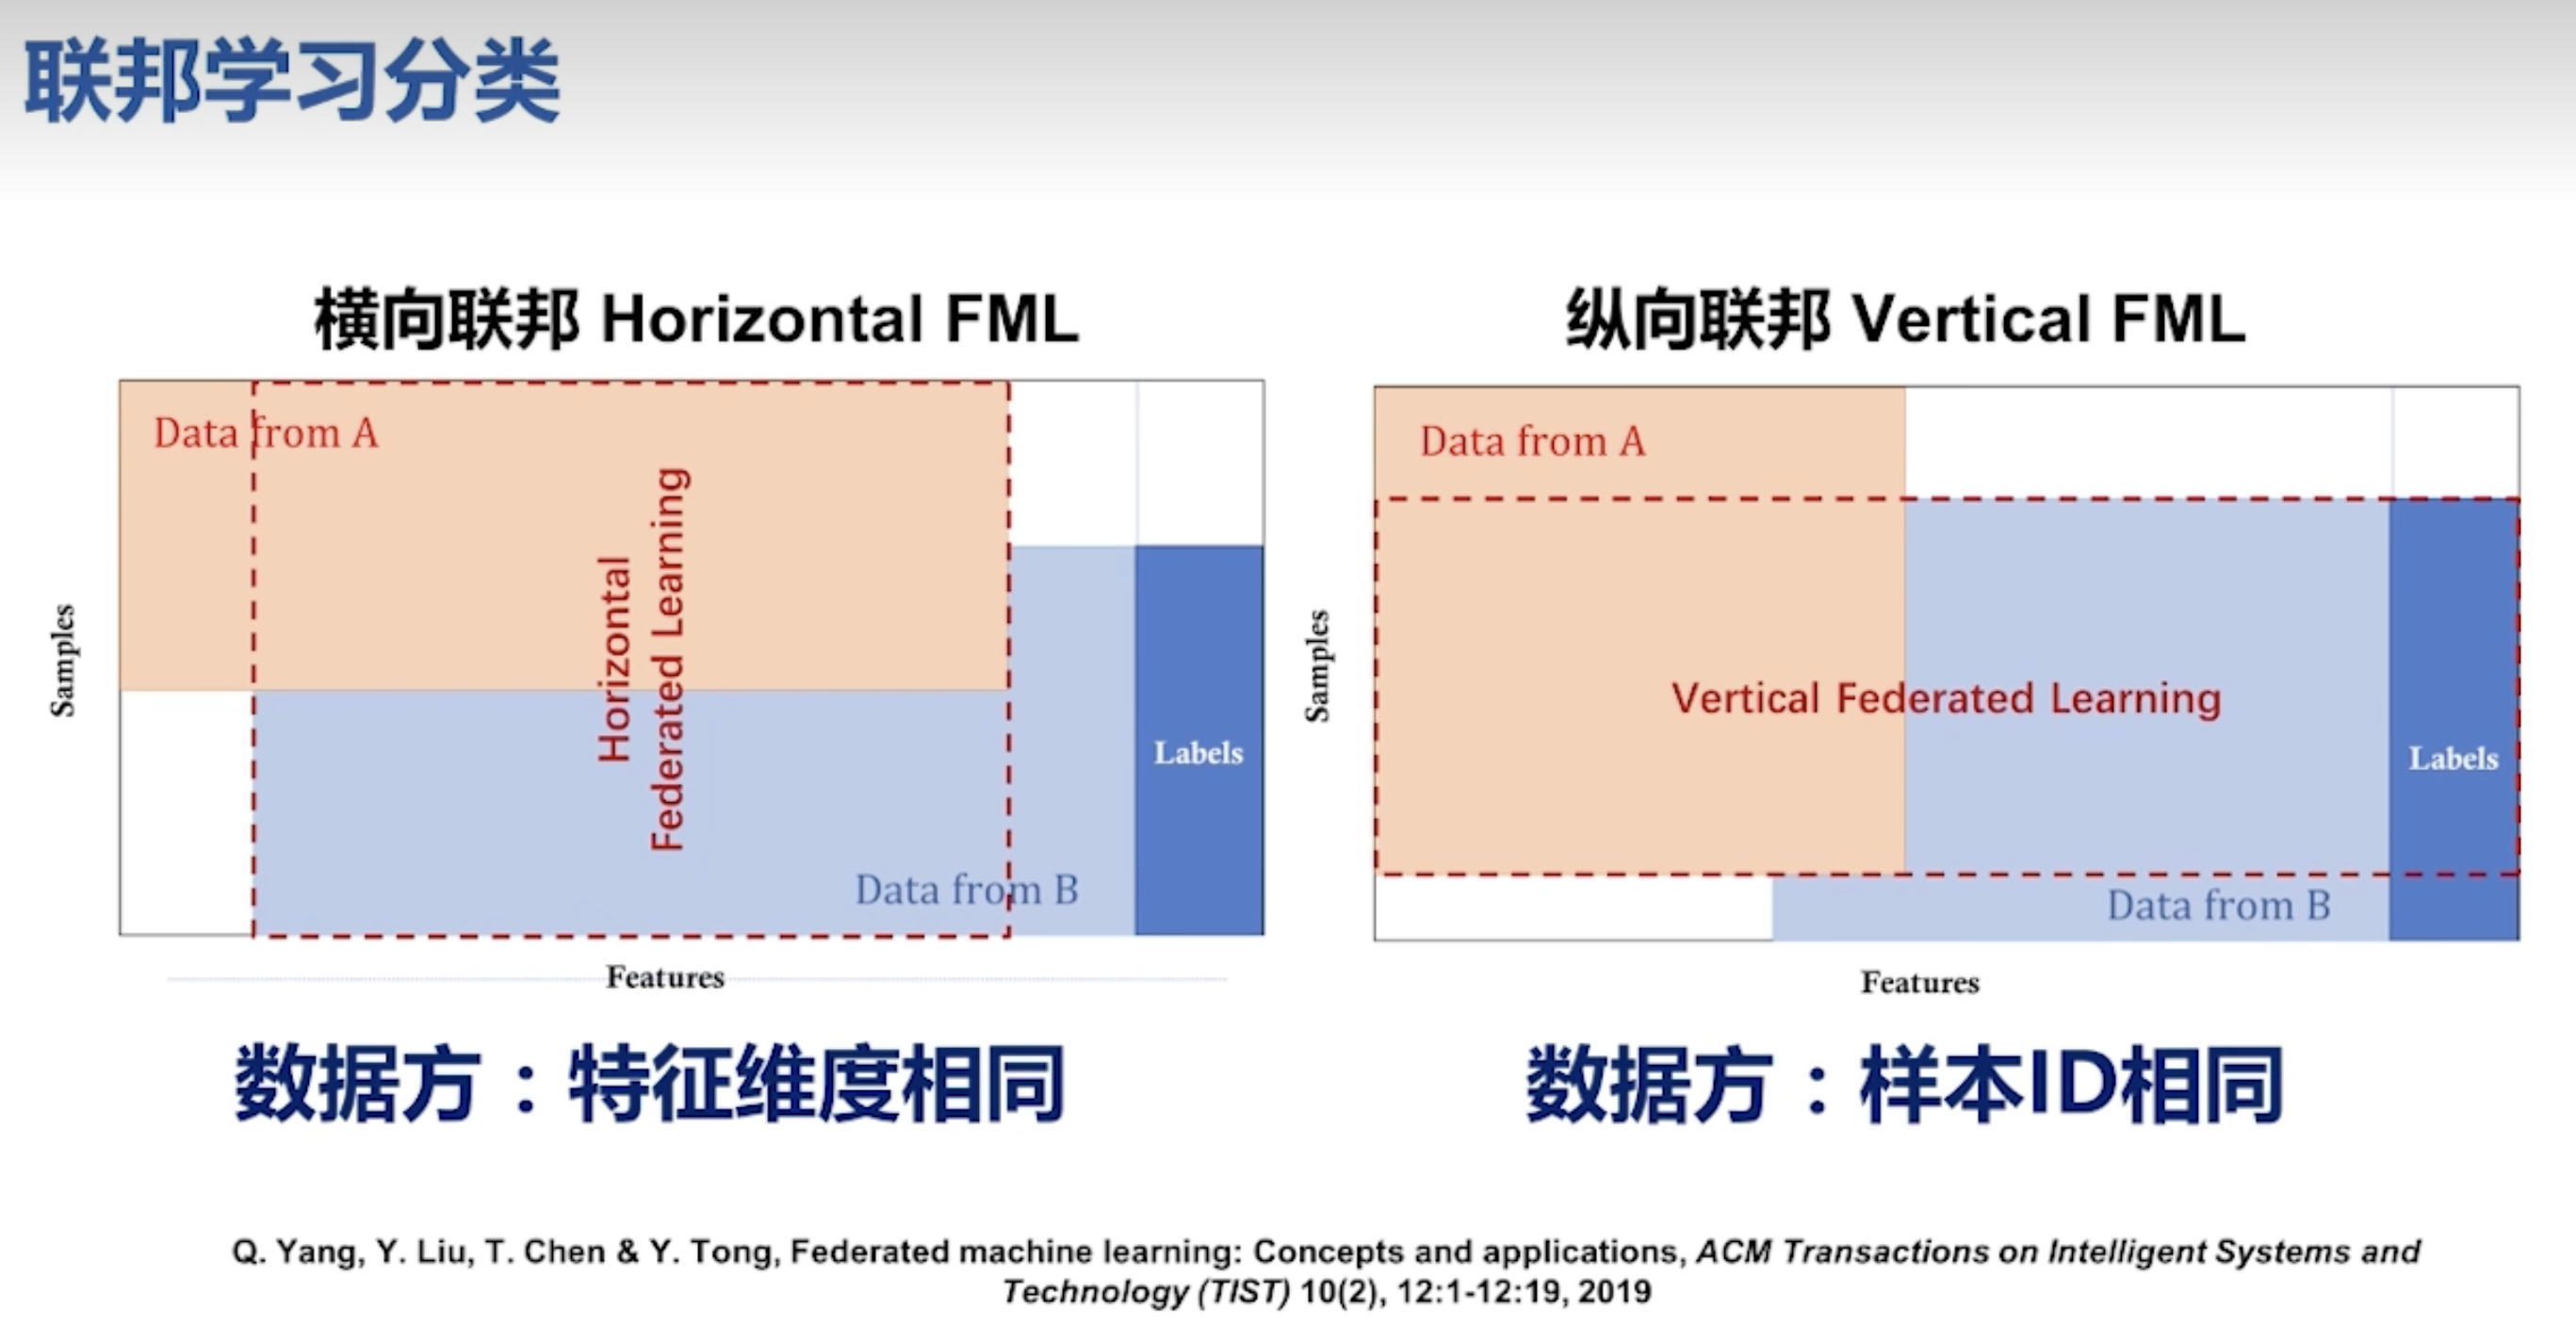 联邦学习分类
横向联邦 Horizontal FML
Data from A
Horizontal
Federated Learning
Samples
Labels
Data from B
Features
数据方：特征维度相同
纵向联邦 Vertical FML
Data from A
Samples
Vertical Federated Learning
Labels
Data from B
Features
数据方：样本ID相同
Q. Yang, Y. Liu, T. Chen & Y. Tong, Federated machine learning: Concepts and applications, ACM Transactions on Intelligent Systems and
Technology (TIST) 10(2), 12:1-12:19, 2019